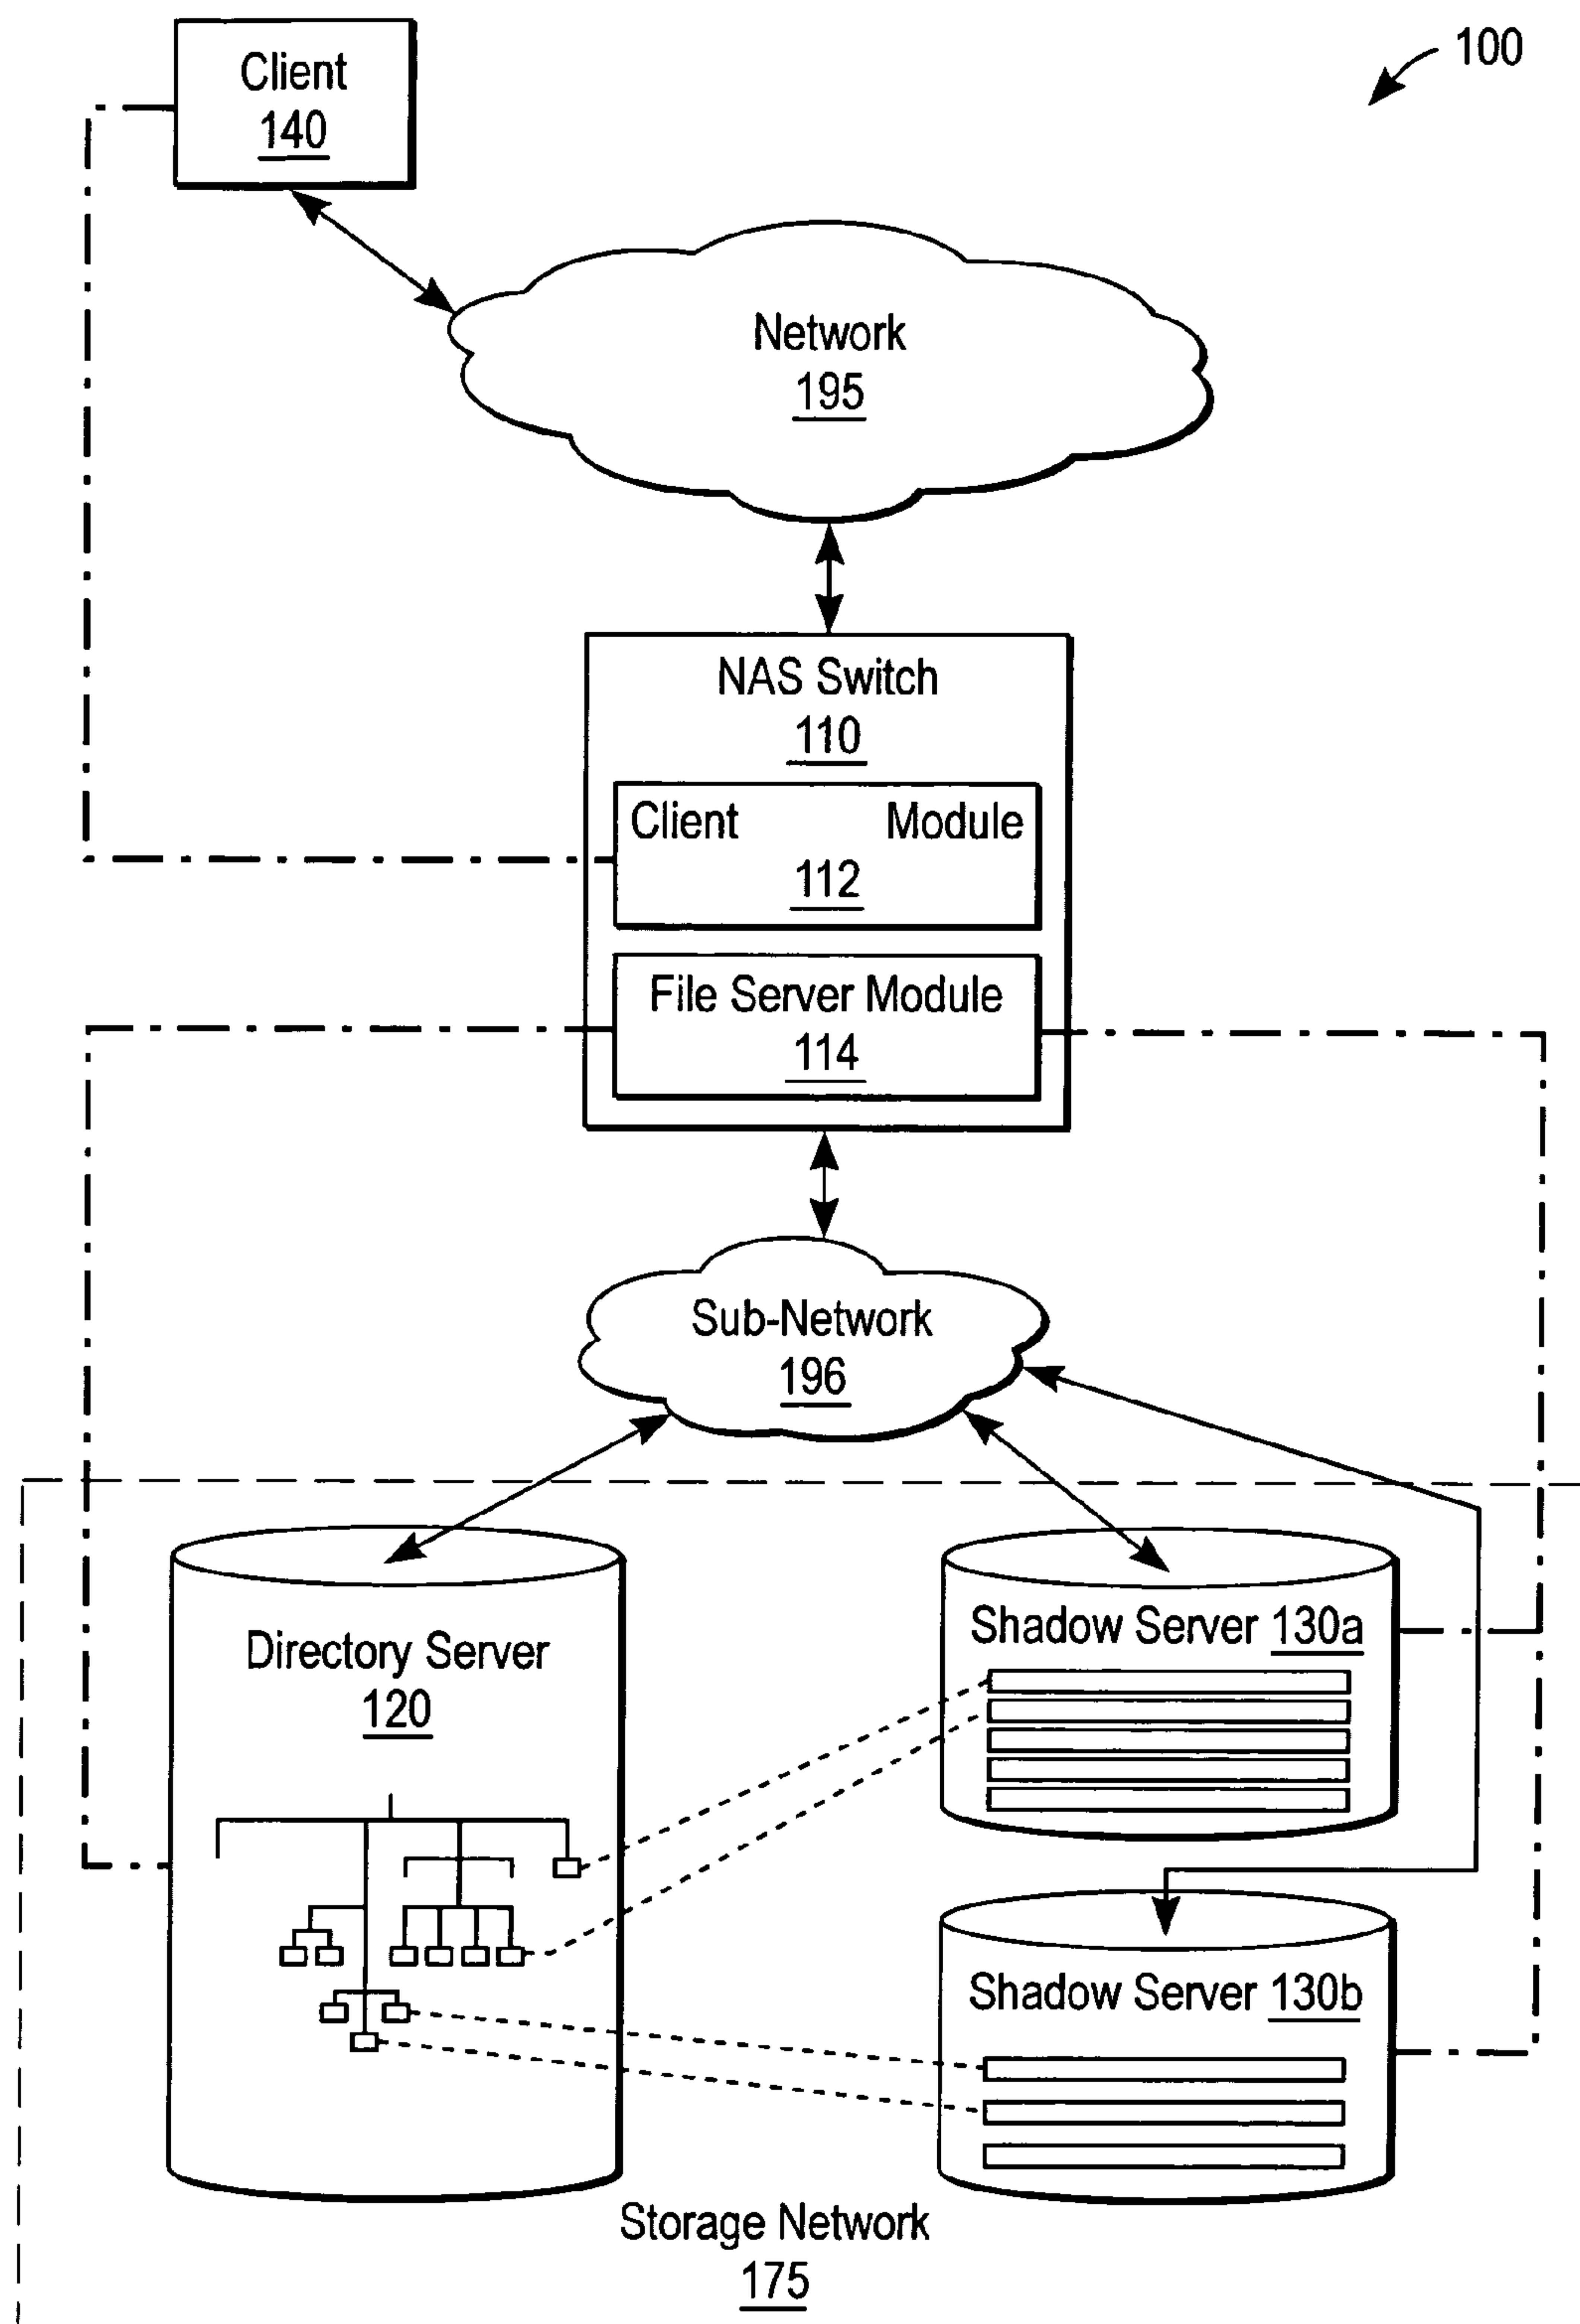 100
Client
140
Network
195
NAS Switch
110
Client Module
112
File Server Module
114
Sub-Network
196
Directory Server
120
Shadow Server 130a
Shadow Server 130b
Storage Network
175